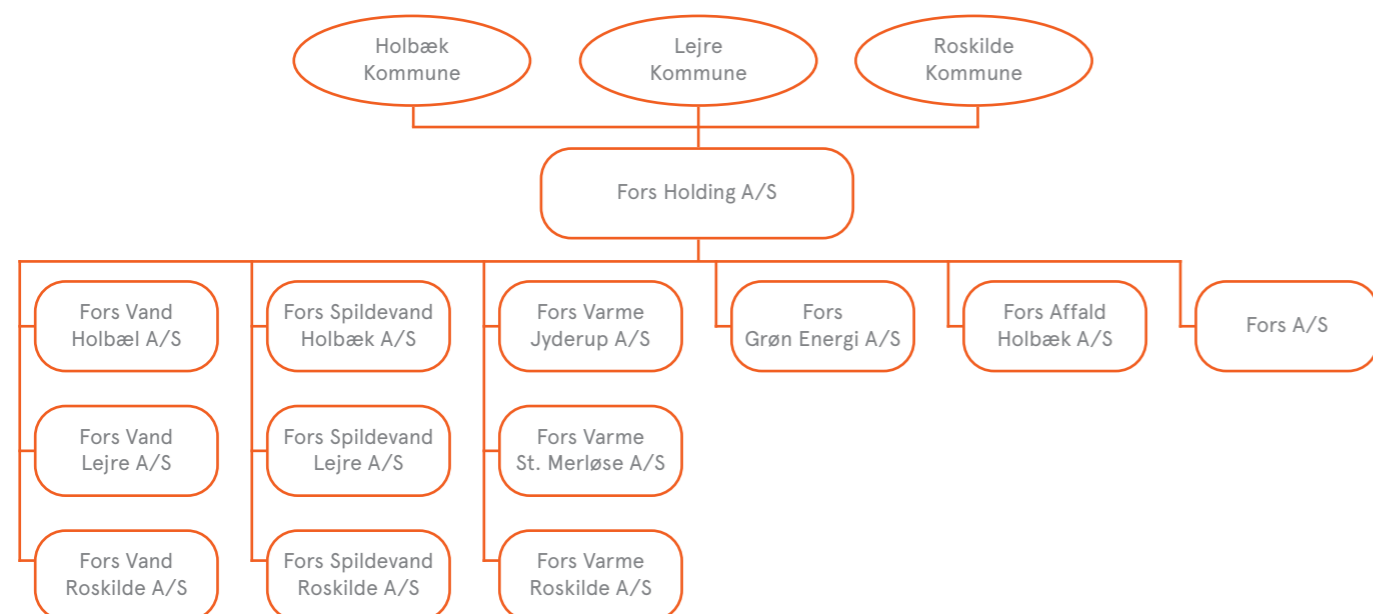 Holbæk
Kommune
Lejre
Kommune
Roskilde
Kommune
Fors Holding A/S
Fors Vand
Holbæl A/S
Fors Spildevand
Holbæk A/S
Fors Varme
Jyderup A/S
Fors
Grøn Energi A/S
Fors Affald
Holbæk A/S
Fors A/S
Fors Vand
Lejre A/S
Fors Spildevand
Lejre A/S
Fors Varme
St. Merløse A/S
Fors Vand
Roskilde A/S
Fors Spildevand
Roskilde A/S
Fors Varme
Roskilde A/S